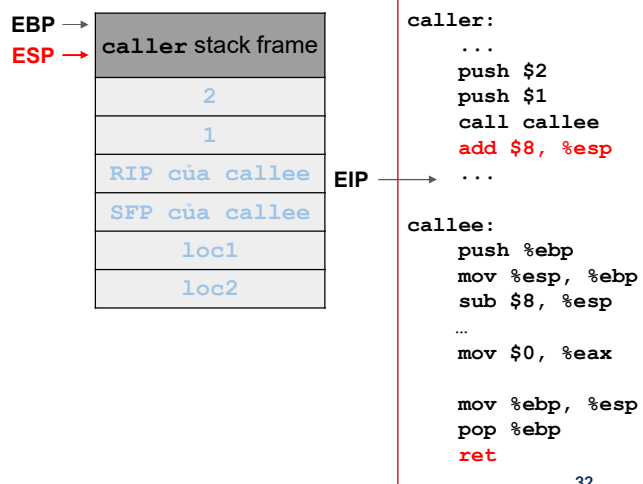 EBP
ESP
caller stack frame
2
1
RIP của callee
SFP của callee
loc1
loc2
EIP
caller:
...
push $2
push $1
call callee
add $8, %esp
...
callee:
push %ebp
mov %esp, %ebp
sub $8, %esp
…
mov $0, %eax
mov %ebp, %esp
pop %ebp
ret
32